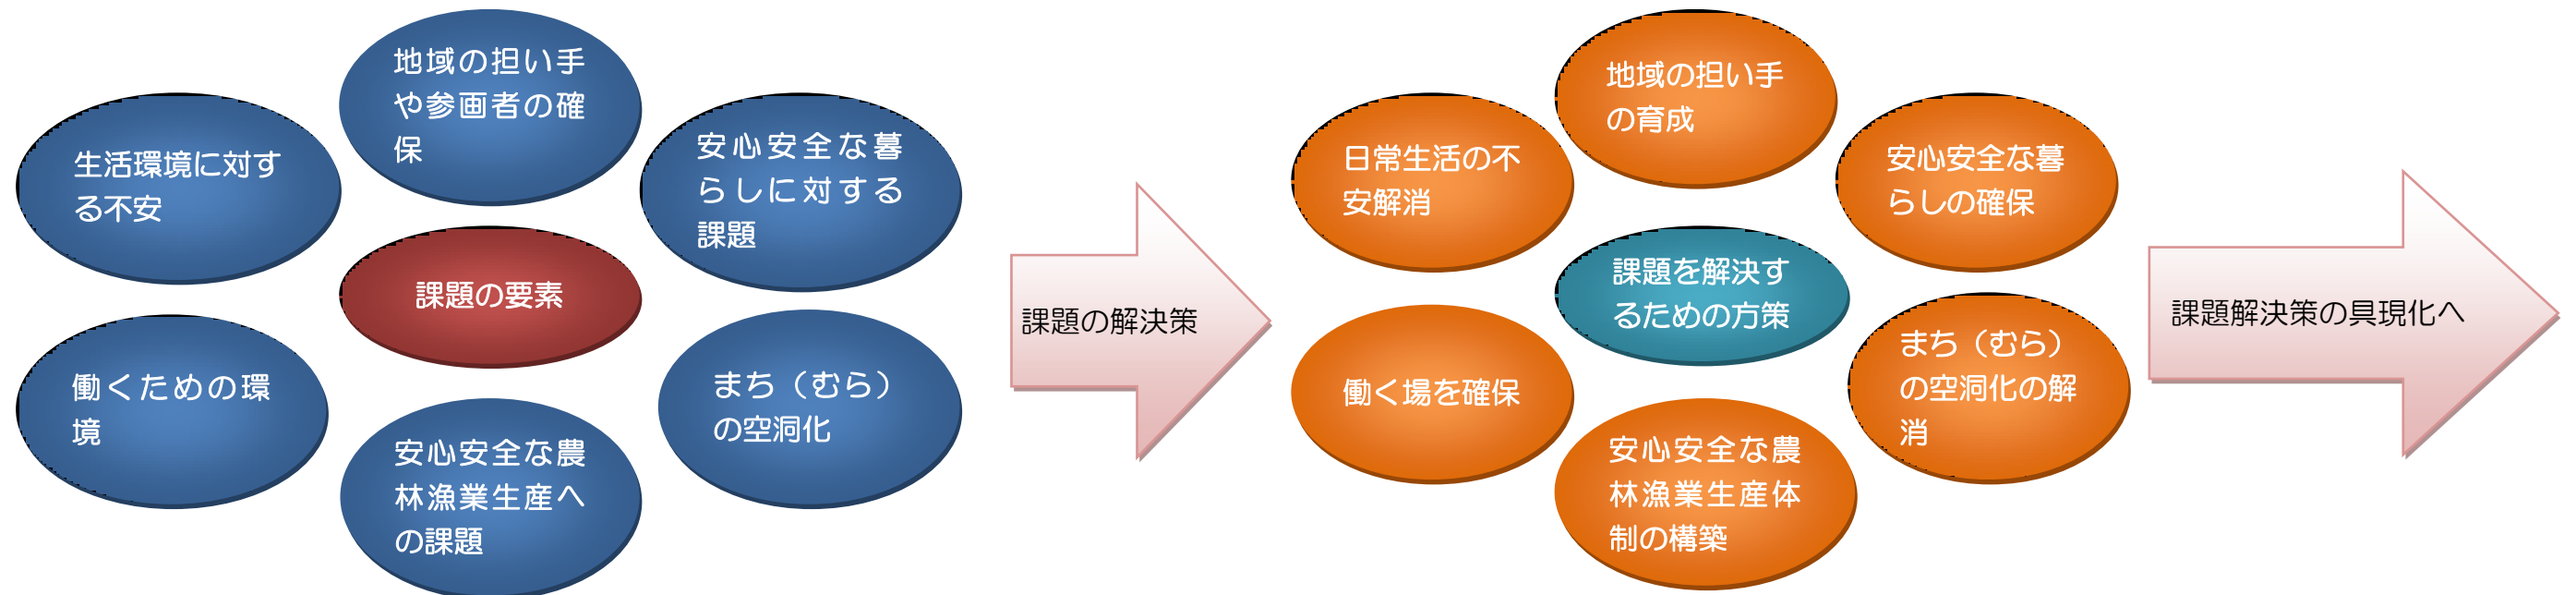 地域の担い手
や参画者の確
保
生活環境に対す
る不安
安心安全な暮
らしに対する
課題
課題の要素
働くための環
境
まち（むら）
の空洞化
安心安全な農
林漁業生産へ
の課題
課題の解決策
地域の担い手
の育成
日常生活の不
安解消
安心安全な暮
らしの確保
課題を解決す
るための方策
働く場を確保
まち（むら）
の空洞化の解
消
安心安全な農
林漁業生産体
制の構築
課題解決策の具現化へ